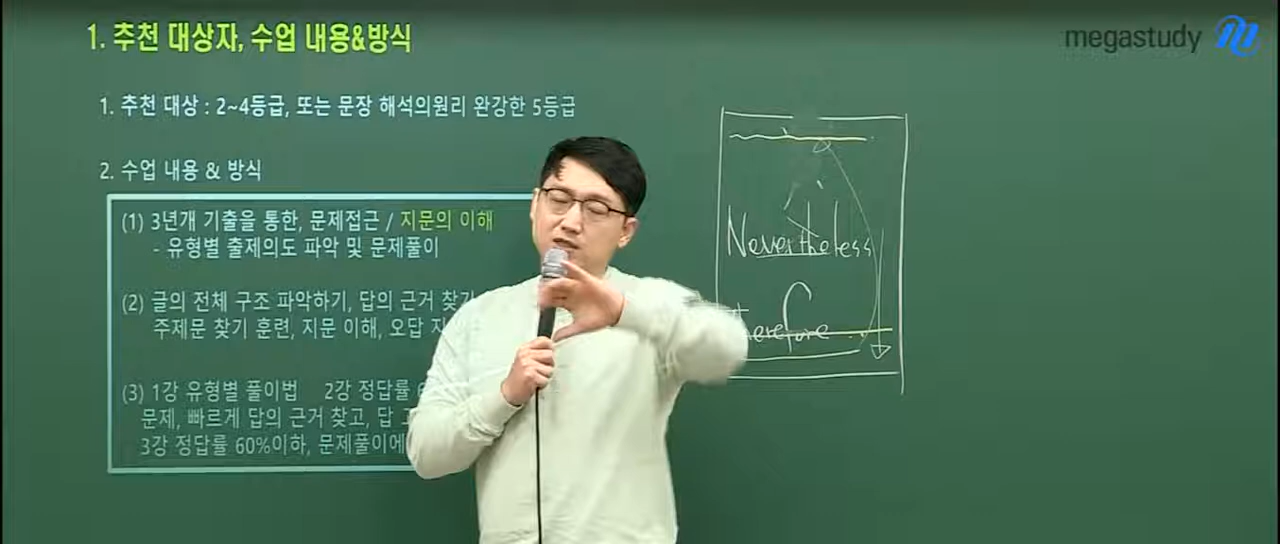 1. 추천 대상자, 수업 내용&방식
megastudy
1. 추천 대상 : 2~4등급, 또는 문장 해석의원리 완강한 5등급
2. 수업 내용 & 방식
(1) 3년개 기출을 통한, 문제접근 / 지문의 이해
- 유형별 출제의도 파악 및 문제풀이
(2) 글의 전체 구조 파악하기, 답의 근거 찾기
주제문 찾기 훈련, 지문 이해, 오답
(3) 1강 유형별 풀이법 2강 정답률
문제, 빠르게 답의 근거 찾고, 답
3강 정답률 60%이하, 문제풀이에
Nevertheless
therefore